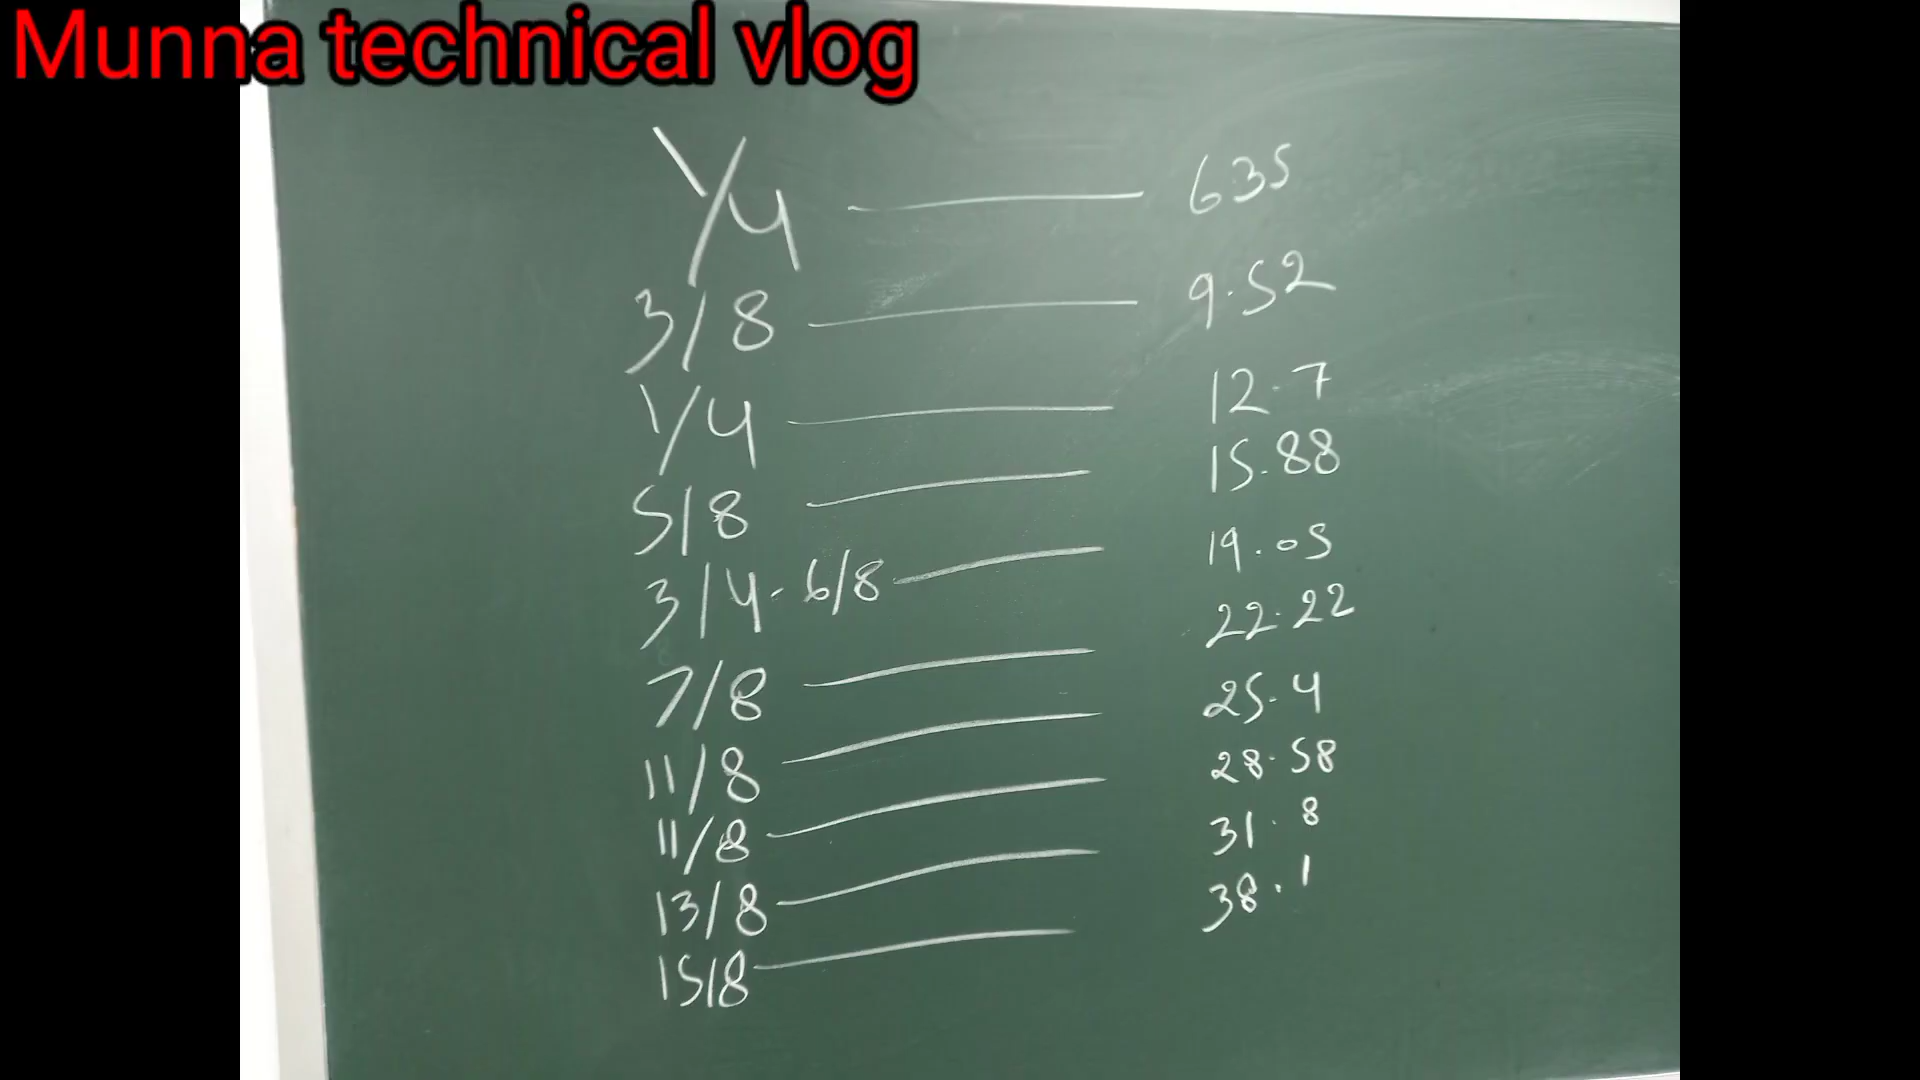 Munna technical vlog
1/4 — 6.35
3/8 — 9.52
1/4 — 12.7
5/8 — 15.88
3/4 - 6/8 — 19.05
7/8 — 22.22
11/8 — 25.4
11/8 — 28.58
13/8 — 31.8
15/8 — 38.1